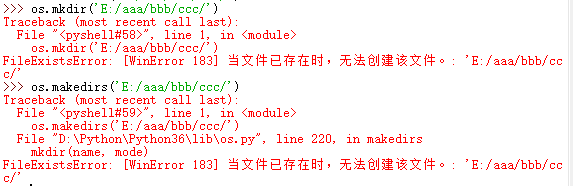 >>> os.mkdir('E:/aaa/bbb/ccc/')
Traceback (most recent call last):
  File "<pyshell#58>", line 1, in <module>
    os.mkdir('E:/aaa/bbb/ccc/')
FileExistsError: [WinError 183] 当文件已存在时，无法创建该文件。: 'E:/aaa/bbb/cc
c/'
>>> os.makedirs('E:/aaa/bbb/ccc/')
Traceback (most recent call last):
  File "<pyshell#59>", line 1, in <module>
    os.makedirs('E:/aaa/bbb/ccc/')
  File "D:\Python\Python36\lib\os.py", line 220, in makedirs
    mkdir(name, mode)
FileExistsError: [WinError 183] 当文件已存在时，无法创建该文件。: 'E:/aaa/bbb/cc
c/'